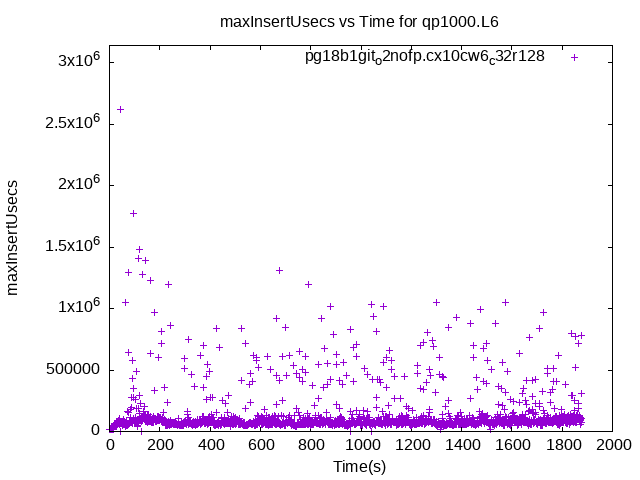 maxInsertUsecs vs Time for qp1000.L6
pg18b1git_o2nofp.cx10cw6_c32r128
3x10^6
2.5x10^6
2x10^6
1.5x10^6
1x10^6
500000
0
maxInsertUsecs
0 200 400 600 800 1000 1200 1400 1600 1800 2000
Time(s)